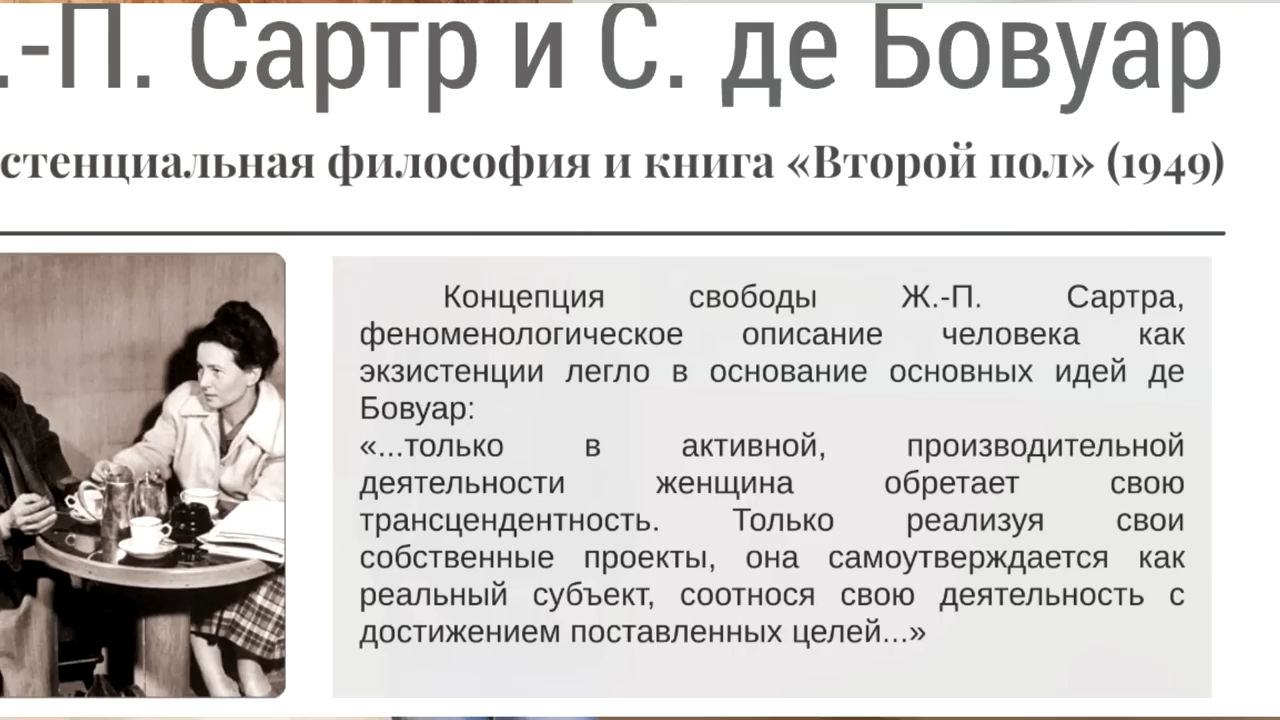 .-П. Сартр и С. де Бовуар
стенциальная философия и книга «Второй пол» (1949)
Концепция свободы Ж.-П. Сартра,
феноменологическое описание человека как
экзистенции легло в основание основных идей де
Бовуар:
«...только в активной, производительной
деятельности женщина обретает свою
трансцендентность. Только реализуя свои
собственные проекты, она самоутверждается как
реальный субъект, соотнося свою деятельность с
достижением поставленных целей...»